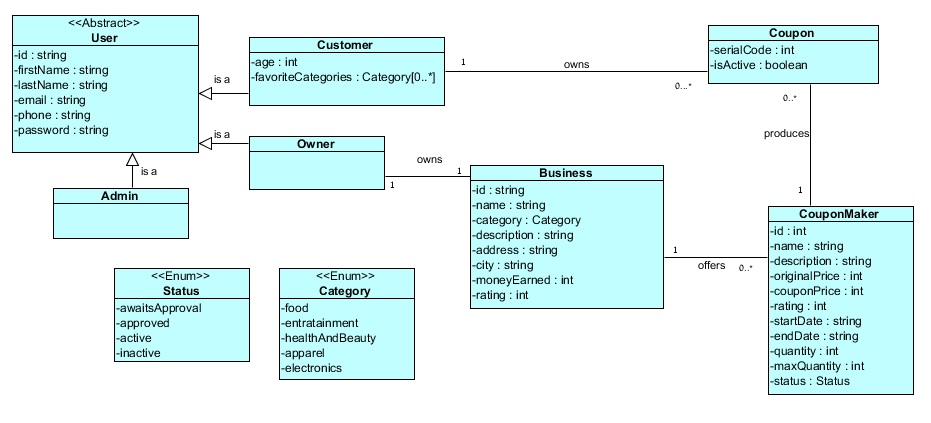 <<Abstract>>
User
-id : string
-firstName : stirng
-lastName : string
-email : string
-phone : string
-password : string
is a
Customer
-age : int
-favoriteCategories : Category[0..*]
1
owns
0...*
Coupon
-serialCode : int
-isActive : boolean
0..*
produces
1
is a
Owner
owns
1
1
is a
Admin
Business
-id : string
-name : string
-category : Category
-description : string
-address : string
-city : string
-moneyEarned : int
-rating : int
1
offers
0..*
CouponMaker
-id : int
-name : string
-description : string
-originalPrice : int
-couponPrice : int
-rating : int
-startDate : string
-endDate : string
-quantity : int
-maxQuantity : int
-status : Status
<<Enum>>
Status
-awaitsApproval
-approved
-active
-inactive
<<Enum>>
Category
-food
-entratainment
-healthAndBeauty
-apparel
-electronics